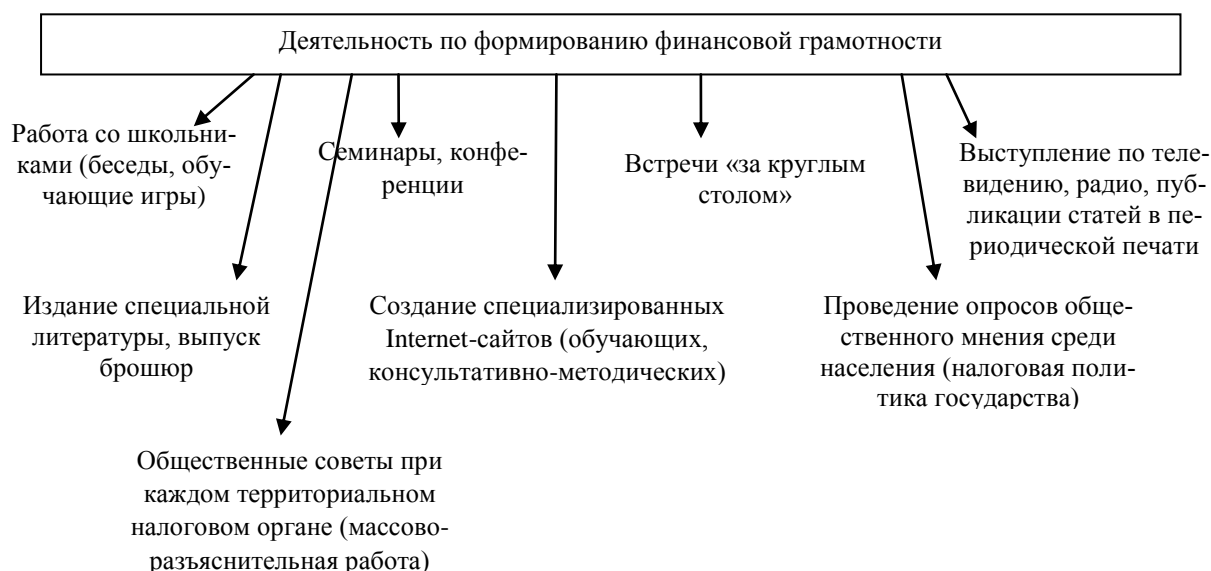 Деятельность по формированию финансовой грамотности
Работа со школьни-
ками (беседы, обу-
чающие игры)
Семинары, конфе-
ренции
Встречи «за круглым
столом»
Выступление по теле-
видению, радио, пуб-
ликации статей в пе-
риодической печати
Издание специальной
литературы, выпуск
брошюр
Создание специализированных
Internet-сайтов (обучающих,
консультативно-методических)
Проведение опросов обще-
ственного мнения среди
населения (налоговая поли-
тика государства)
Общественные советы при
каждом территориальном
налоговом органе (массово-
разъяснительная работа)